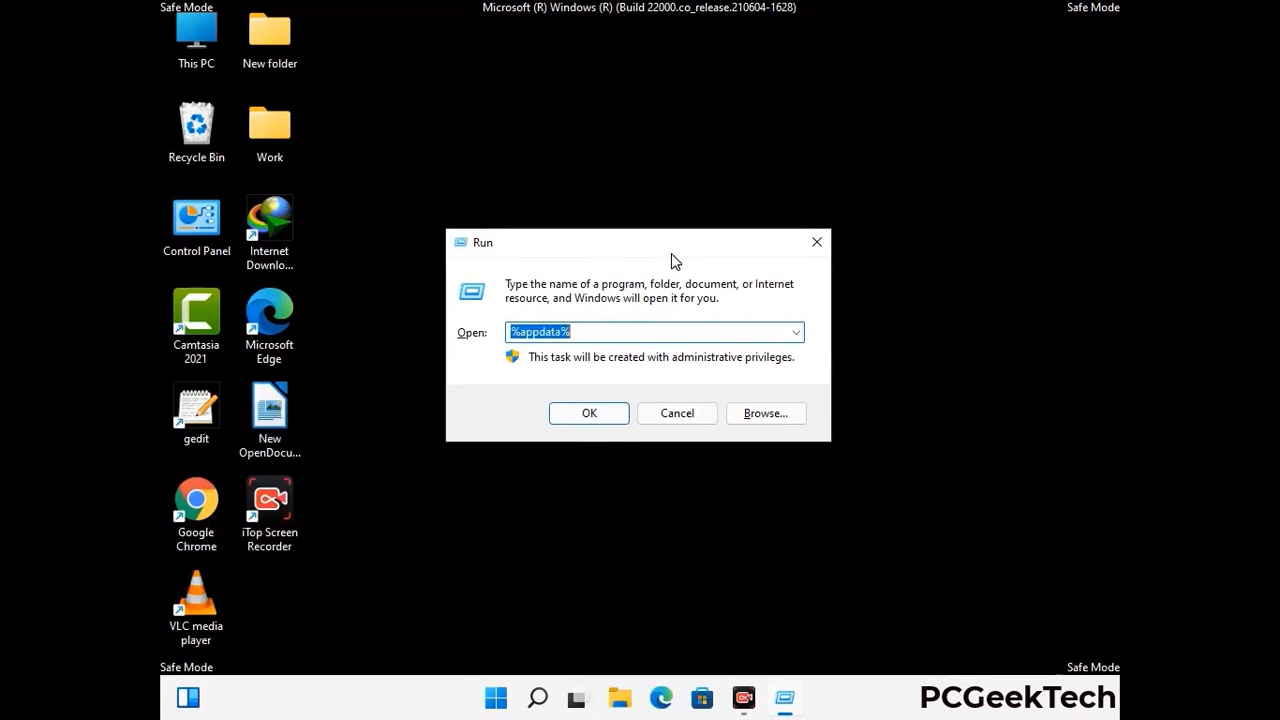 Safe Mode
Microsoft (R) Windows (R) (Build 22000.co_release.210604-1628)
Safe Mode
This PC
New folder
Recycle Bin
Work
Control Panel
Internet
Downlo...
Camtasia
2021
Microsoft
Edge
gedit
New
OpenDocu...
Google
Chrome
iTop Screen
Recorder
VLC media
player
Run
Type the name of a program, folder, document, or Internet
resource, and Windows will open it for you.
Open:
%appdata%
This task will be created with administrative privileges.
OK
Cancel
Browse...
Safe Mode
Safe Mode
PCGeekTech